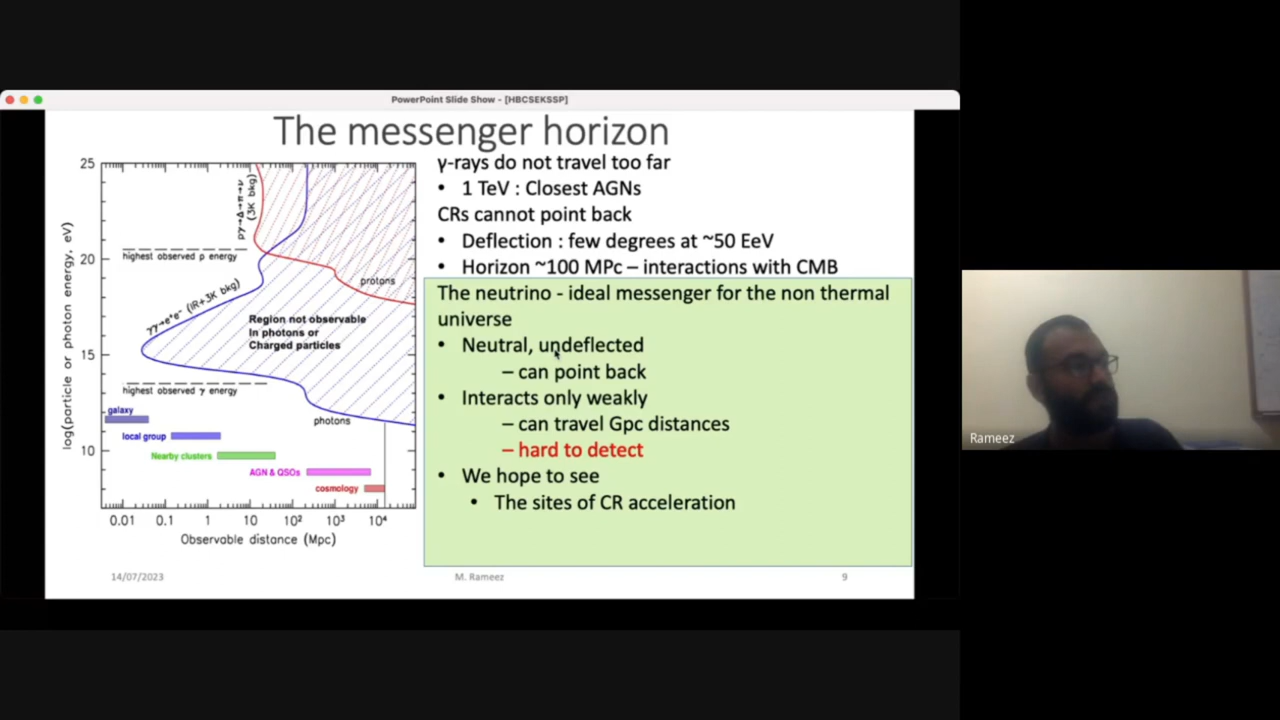 PowerPoint Slide Show - [HBCSEKSSP]
The messenger horizon
log(particle or photon energy, eV)
25
20
15
10
pγ→Δ→π→ν
(3K bkg)
highest observed p energy
γγ→e⁺e⁻ (IR+3K bkg)
protons
Region not observable
In photons or
Charged particles
highest observed γ energy
photons
galaxy
local group
Nearby clusters
AGN & QSOs
cosmology
0.01 0.1 1 10 10² 10³ 10⁴
Observable distance (Mpc)
γ-rays do not travel too far
• 1 TeV : Closest AGNs
CRs cannot point back
• Deflection : few degrees at ~50 EeV
• Horizon ~100 MPc – interactions with CMB
The neutrino - ideal messenger for the non thermal
universe
• Neutral, undeflected
– can point back
• Interacts only weakly
– can travel Gpc distances
– hard to detect
• We hope to see
• The sites of CR acceleration
14/07/2023
M. Rameez
9
Rameez